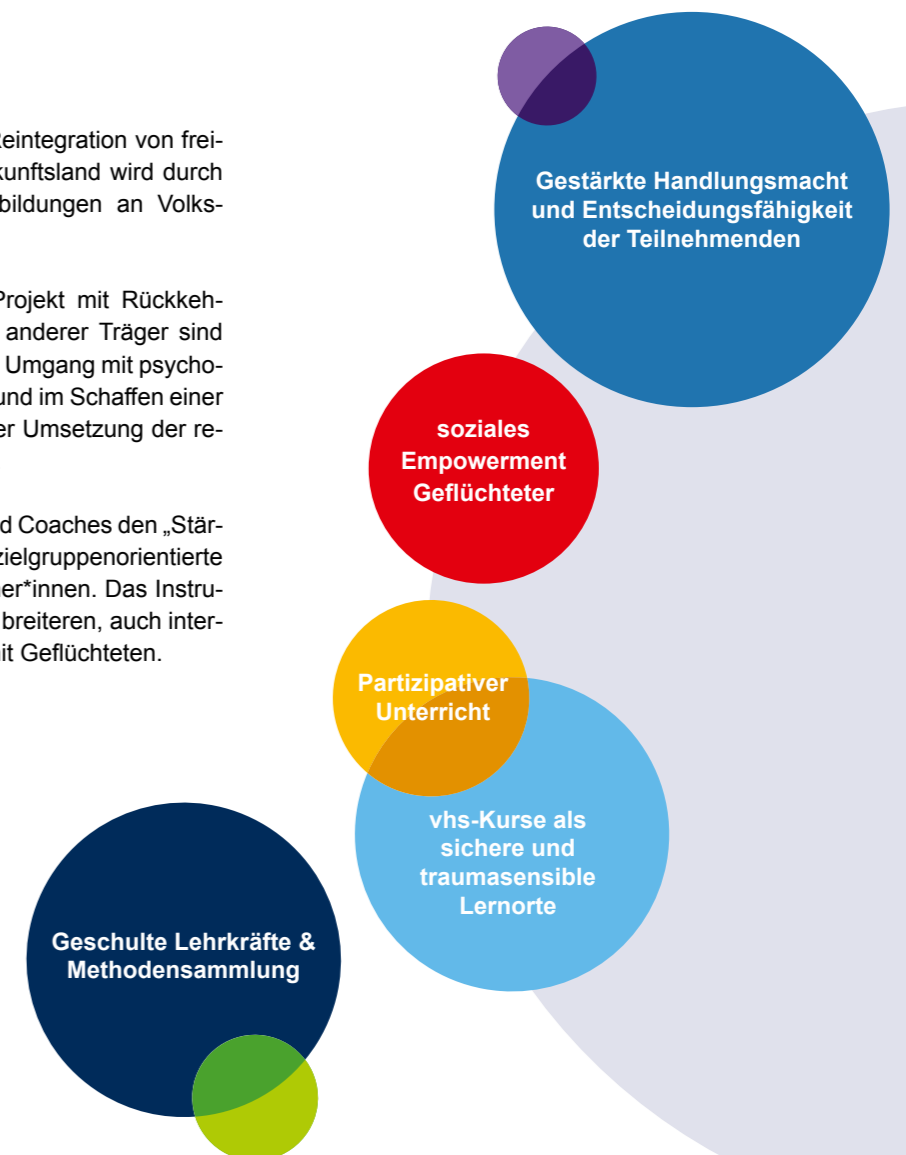 Reintegration von frei-
kunftsland wird durch
bildungen an Volks-
Projekt mit Rückkeh-
anderer Träger sind
Umgang mit psycho-
und im Schaffen einer
er Umsetzung der re-
d Coaches den „Stär-
zielgruppenorientierte
er*innen. Das Instru-
breiteren, auch inter-
it Geflüchteten.
Gestärkte Handlungsmacht
und Entscheidungsfähigkeit
der Teilnehmenden
soziales
Empowerment
Geflüchteter
Partizipativer
Unterricht
vhs-Kurse als
sichere und
traumasensible
Lernorte
Geschulte Lehrkräfte &
Methodensammlung